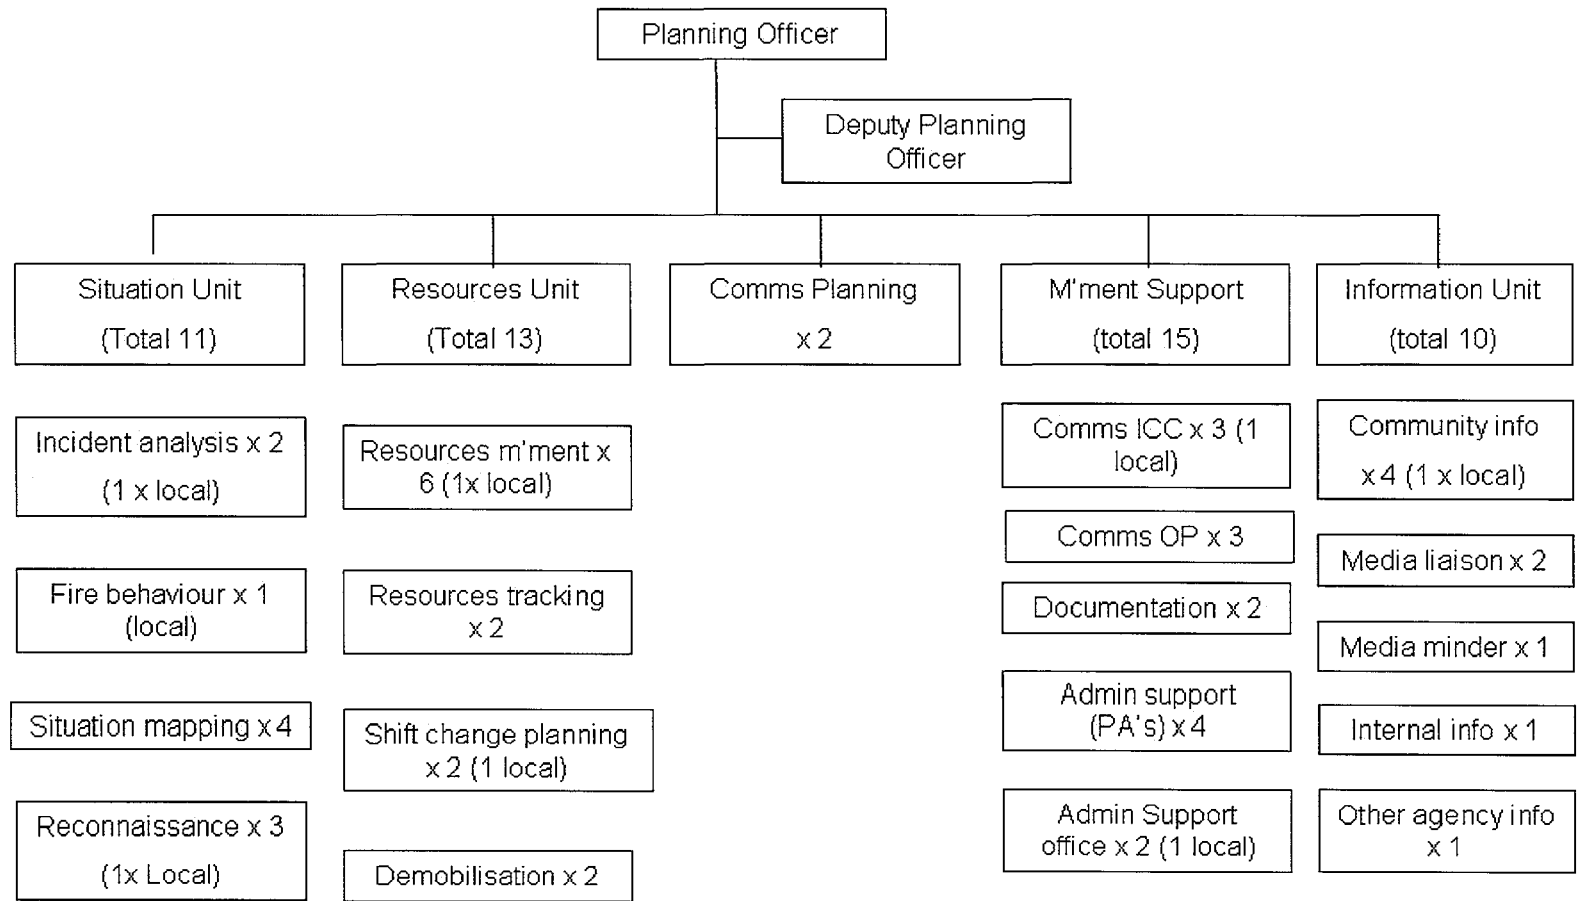 Planning Officer
Deputy Planning
Officer
Situation Unit
(Total 11)
Resources Unit
(Total 13)
Comms Planning
x 2
M'ment Support
(total 15)
Information Unit
(total 10)
Incident analysis x 2
(1 x local)
Fire behaviour x 1
(local)
Situation mapping x 4
Reconnaissance x 3
(1x Local)
Resources m'ment x
6 (1x local)
Resources tracking
x 2
Shift change planning
x 2 (1 local)
Demobilisation x 2
Comms ICC x 3 (1
local)
Comms OP x 3
Documentation x 2
Admin support
(PA's) x 4
Admin Support
office x 2 (1 local)
Community info
x 4 (1 x local)
Media liaison x 2
Media minder x 1
Internal info x 1
Other agency info
x 1